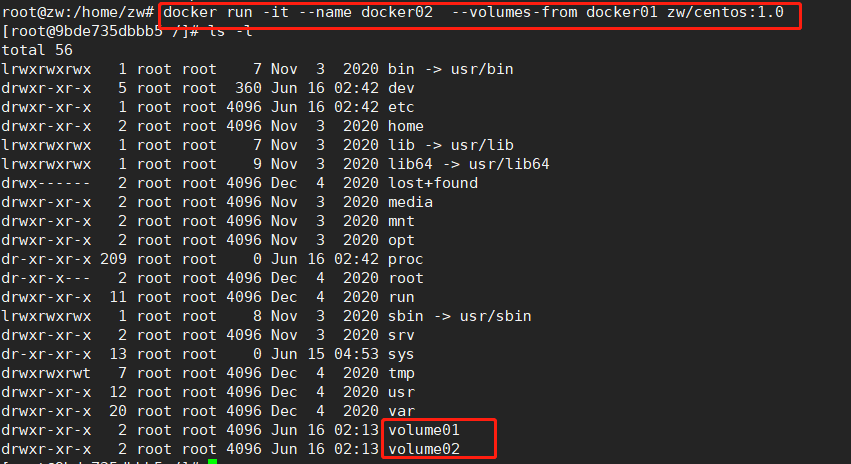 root@zw:/home/zw# docker run -it --name docker02  --volumes-from docker01 zw/centos:1.0
[root@9bde735dbbb5 /]# ls -l
total 56
lrwxrwxrwx   1 root root    7 Nov  3  2020 bin -> usr/bin
drwxr-xr-x   5 root root  360 Jun 16 02:42 dev
drwxr-xr-x   1 root root 4096 Jun 16 02:42 etc
drwxr-xr-x   2 root root 4096 Nov  3  2020 home
lrwxrwxrwx   1 root root    7 Nov  3  2020 lib -> usr/lib
lrwxrwxrwx   1 root root    9 Nov  3  2020 lib64 -> usr/lib64
drwx------   2 root root 4096 Dec  4  2020 lost+found
drwxr-xr-x   2 root root 4096 Nov  3  2020 media
drwxr-xr-x   2 root root 4096 Nov  3  2020 mnt
drwxr-xr-x   2 root root 4096 Nov  3  2020 opt
dr-xr-xr-x 209 root root    0 Jun 16 02:42 proc
dr-xr-x---   2 root root 4096 Dec  4  2020 root
drwxr-xr-x  11 root root 4096 Dec  4  2020 run
lrwxrwxrwx   1 root root    8 Nov  3  2020 sbin -> usr/sbin
drwxr-xr-x   2 root root 4096 Nov  3  2020 srv
dr-xr-xr-x  13 root root    0 Jun 15 04:53 sys
drwxrwxrwt   7 root root 4096 Dec  4  2020 tmp
drwxr-xr-x  12 root root 4096 Dec  4  2020 usr
drwxr-xr-x  20 root root 4096 Dec  4  2020 var
drwxr-xr-x   2 root root 4096 Jun 16 02:13 volume01
drwxr-xr-x   2 root root 4096 Jun 16 02:13 volume02